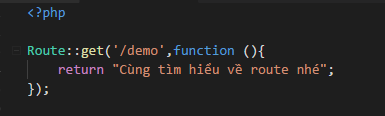 <?php
Route::get('/demo',function (){
return "Cùng tìm hiểu về route nhé";
});